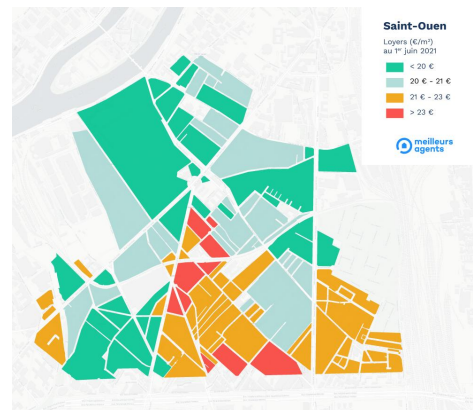 Saint-Ouen
Loyers (€/m²)
au 1er juin 2021
< 20 €
20 € - 21 €
21 € - 23 €
> 23 €
meilleurs
agents